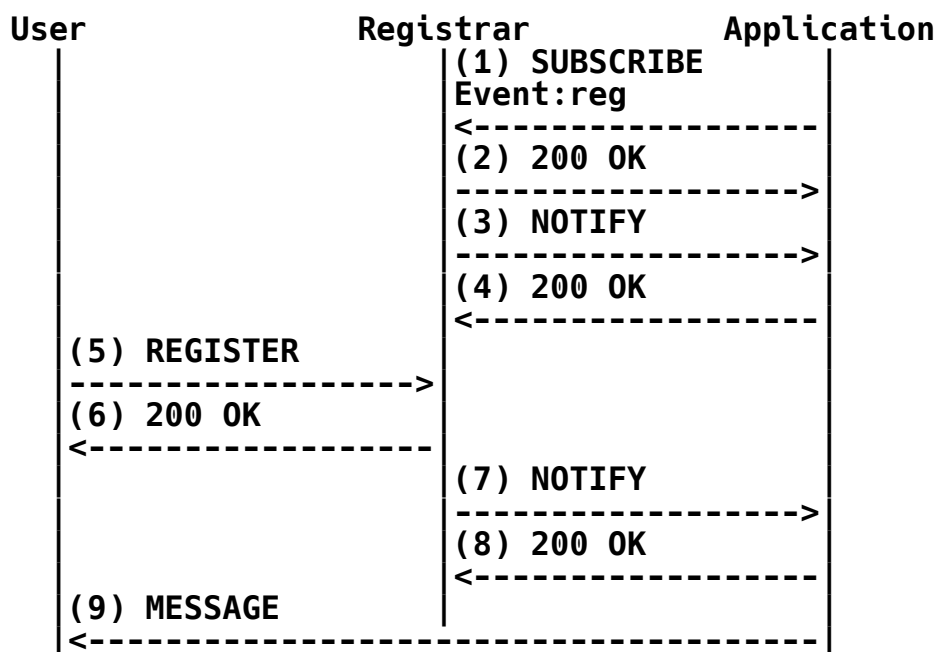 User Registrar Application
(1) SUBSCRIBE
Event:reg
(2) 200 OK
(3) NOTIFY
(4) 200 OK
(5) REGISTER
(6) 200 OK
(7) NOTIFY
(8) 200 OK
(9) MESSAGE